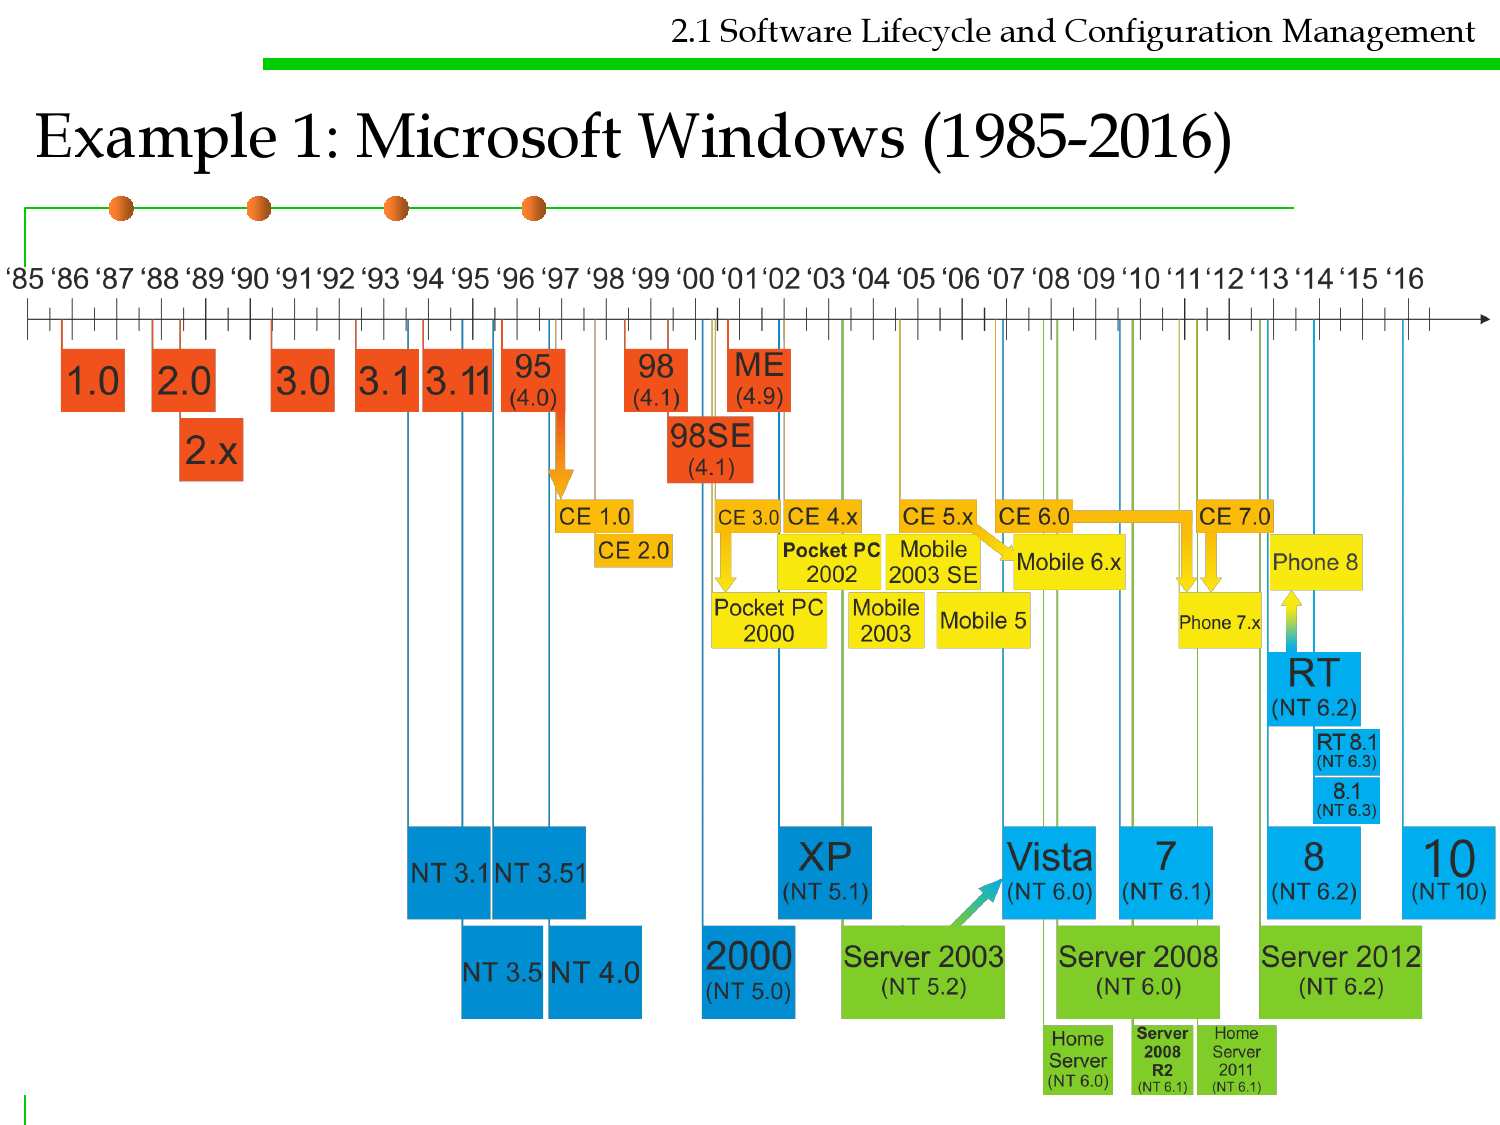 2.1 Software Lifecycle and Configuration Management
Example 1: Microsoft Windows (1985-2016)
‘85 ‘86 ‘87 ‘88 ‘89 ‘90 ‘91 ‘92 ‘93 ‘94 ‘95 ‘96 ‘97 ‘98 ‘99 ‘00 ‘01 ‘02 ‘03 ‘04 ‘05 ‘06 ‘07 ‘08 ‘09 ‘10 ‘11 ‘12 ‘13 ‘14 ‘15 ‘16
1.0
2.0
2.x
3.0
3.1
3.11
95
(4.0)
98
(4.1)
98SE
(4.1)
ME
(4.9)
CE 1.0
CE 2.0
CE 3.0
CE 4.x
CE 5.x
CE 6.0
CE 7.0
Pocket PC
2002
Mobile
2003 SE
Mobile 6.x
Phone 8
Pocket PC
2000
Mobile
2003
Mobile 5
Phone 7.x
RT
(NT 6.2)
RT 8.1
(NT 6.3)
8.1
(NT 6.3)
NT 3.1
NT 3.51
XP
(NT 5.1)
Vista
(NT 6.0)
7
(NT 6.1)
8
(NT 6.2)
10
(NT 10)
NT 3.5
NT 4.0
2000
(NT 5.0)
Server 2003
(NT 5.2)
Server 2008
(NT 6.0)
Server 2012
(NT 6.2)
Home
Server
(NT 6.0)
Server
2008
R2
(NT 6.1)
Home
Server
2011
(NT 6.1)